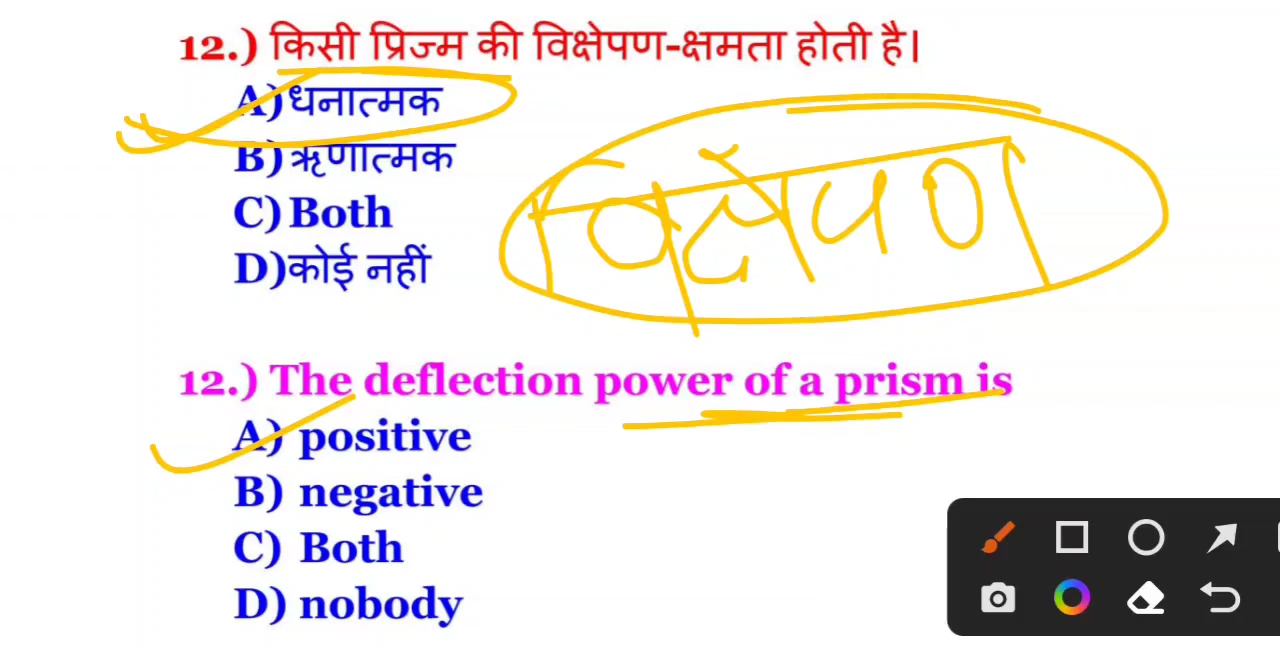 12.) किसी प्रिज्म की विक्षेपण-क्षमता होती है।
A) धनात्मक
B) ऋणात्मक
C) Both
D) कोई नहीं
विक्षेपण
12.) The deflection power of a prism is
A) positive
B) negative
C) Both
D) nobody